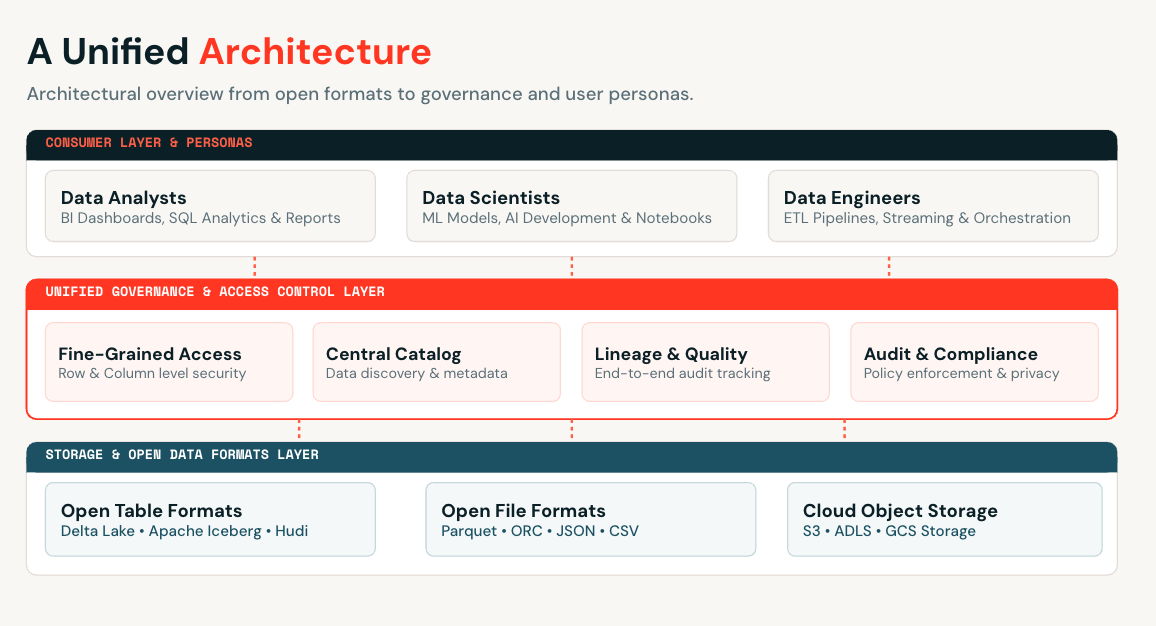 A Unified Architecture
Architectural overview from open formats to governance and user personas.
CONSUMER LAYER & PERSONAS
Data Analysts
BI Dashboards, SQL Analytics & Reports
Data Scientists
ML Models, AI Development & Notebooks
Data Engineers
ETL Pipelines, Streaming & Orchestration
UNIFIED GOVERNANCE & ACCESS CONTROL LAYER
Fine-Grained Access
Row & Column level security
Central Catalog
Data discovery & metadata
Lineage & Quality
End-to-end audit tracking
Audit & Compliance
Policy enforcement & privacy
STORAGE & OPEN DATA FORMATS LAYER
Open Table Formats
Delta Lake • Apache Iceberg • Hudi
Open File Formats
Parquet • ORC • JSON • CSV
Cloud Object Storage
S3 • ADLS • GCS Storage